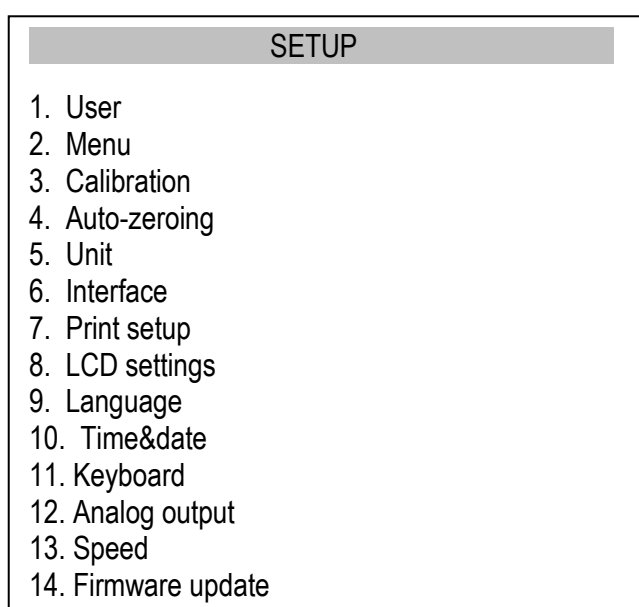 SETUP
1. User
2. Menu
3. Calibration
4. Auto-zeroing
5. Unit
6. Interface
7. Print setup
8. LCD settings
9. Language
10. Time&date
11. Keyboard
12. Analog output
13. Speed
14. Firmware update